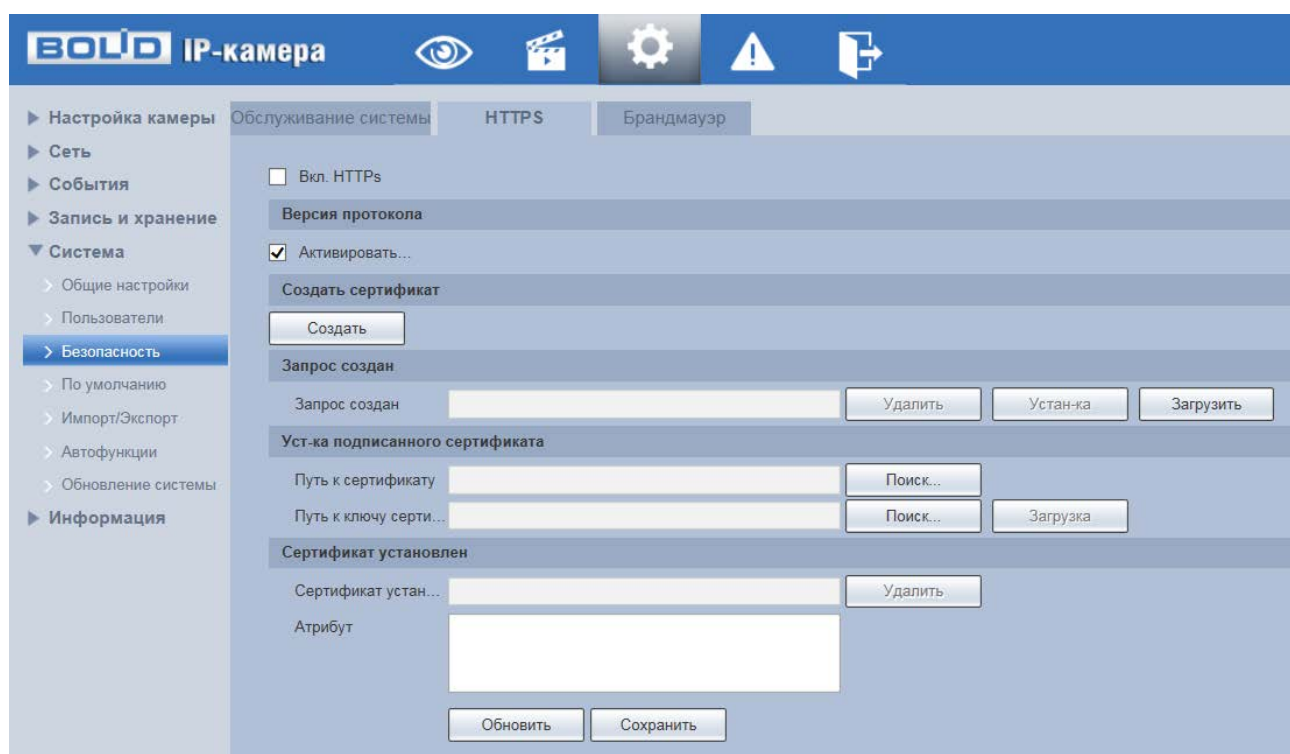 BOLID IP-камера
Настройка камеры
Сеть
События
Запись и хранение
Система
Общие настройки
Пользователи
Безопасность
По умолчанию
Импорт/Экспорт
Автофункции
Обновление системы
Информация
Обслуживание системы HTTPS Брандмауэр
Вкл. HTTPs
Версия протокола
Активировать...
Создать сертификат
Создать
Запрос создан
Запрос создан Удалить Устан-ка Загрузить
Уст-ка подписанного сертификата
Путь к сертификату Поиск...
Путь к ключу серти... Поиск... Загрузка
Сертификат установлен
Сертификат устан... Удалить
Атрибут
Обновить Сохранить